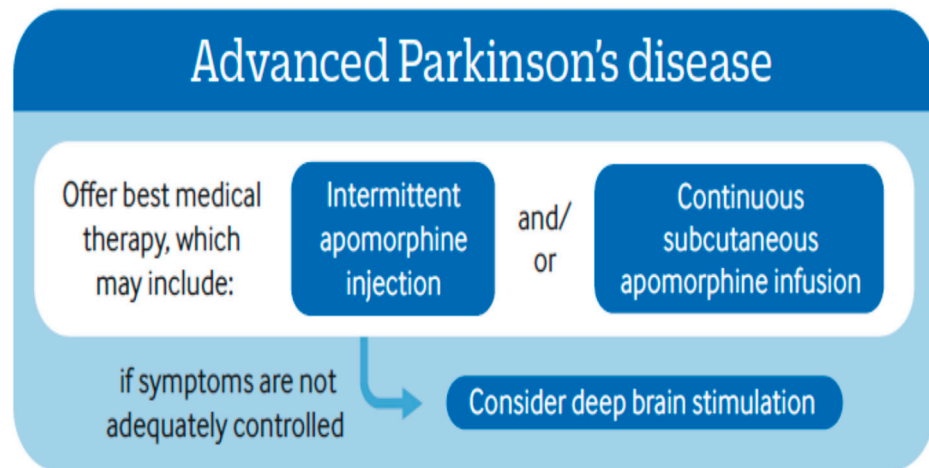 Advanced Parkinson's disease
Offer best medical
therapy, which
may include:
Intermittent
apomorphine
injection
and/
or
Continuous
subcutaneous
apomorphine infusion
if symptoms are not
adequately controlled
Consider deep brain stimulation